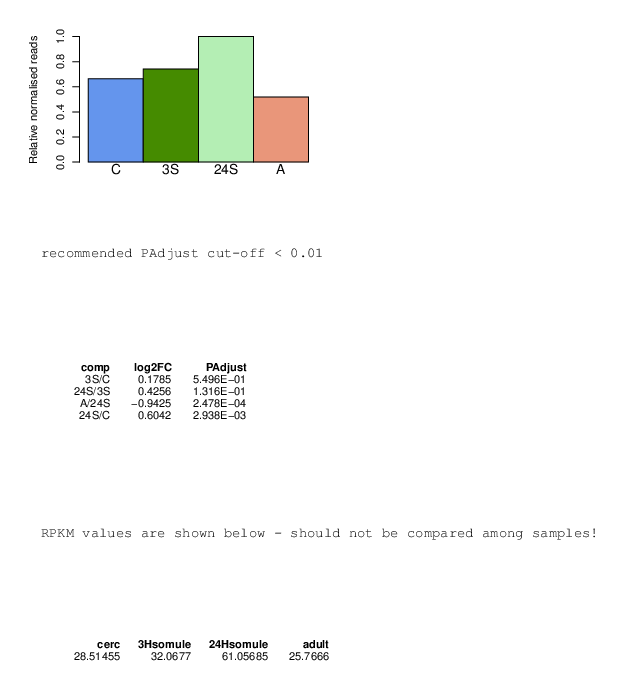 Relative normalised reads
1.0
0.8
0.6
0.4
0.2
0.0
C 3S 24S A
recommended PAdjust cut-off < 0.01
comp log2FC PAdjust
3S/C 0.1785 5.496E−01
24S/3S 0.4256 1.316E−01
A/24S −0.9425 2.478E−04
24S/C 0.6042 2.938E−03
RPKM values are shown below - should not be compared among samples!
cerc 3Hsomule 24Hsomule adult
28.51455 32.0677 61.05685 25.7666